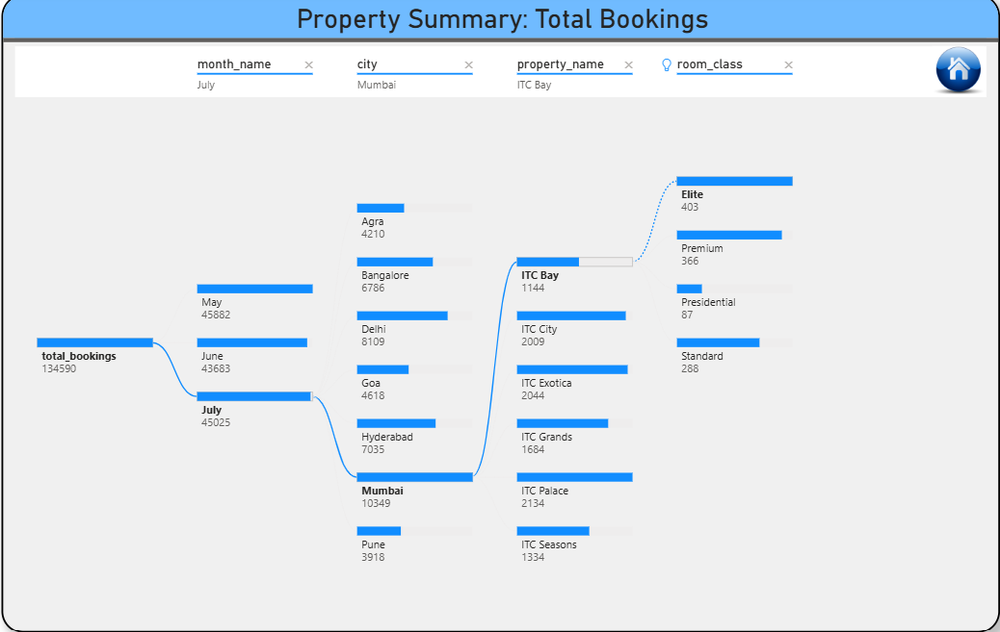 Property Summary: Total Bookings
month_name
July
city
Mumbai
property_name
ITC Bay
room_class
total_bookings
134590
May
45882
June
43683
July
45025
Agra
4210
Bangalore
6786
Delhi
8109
Goa
4618
Hyderabad
7035
Mumbai
10349
Pune
3918
ITC Bay
1144
ITC City
2009
ITC Exotica
2044
ITC Grands
1684
ITC Palace
2134
ITC Seasons
1334
Elite
403
Premium
366
Presidential
87
Standard
288